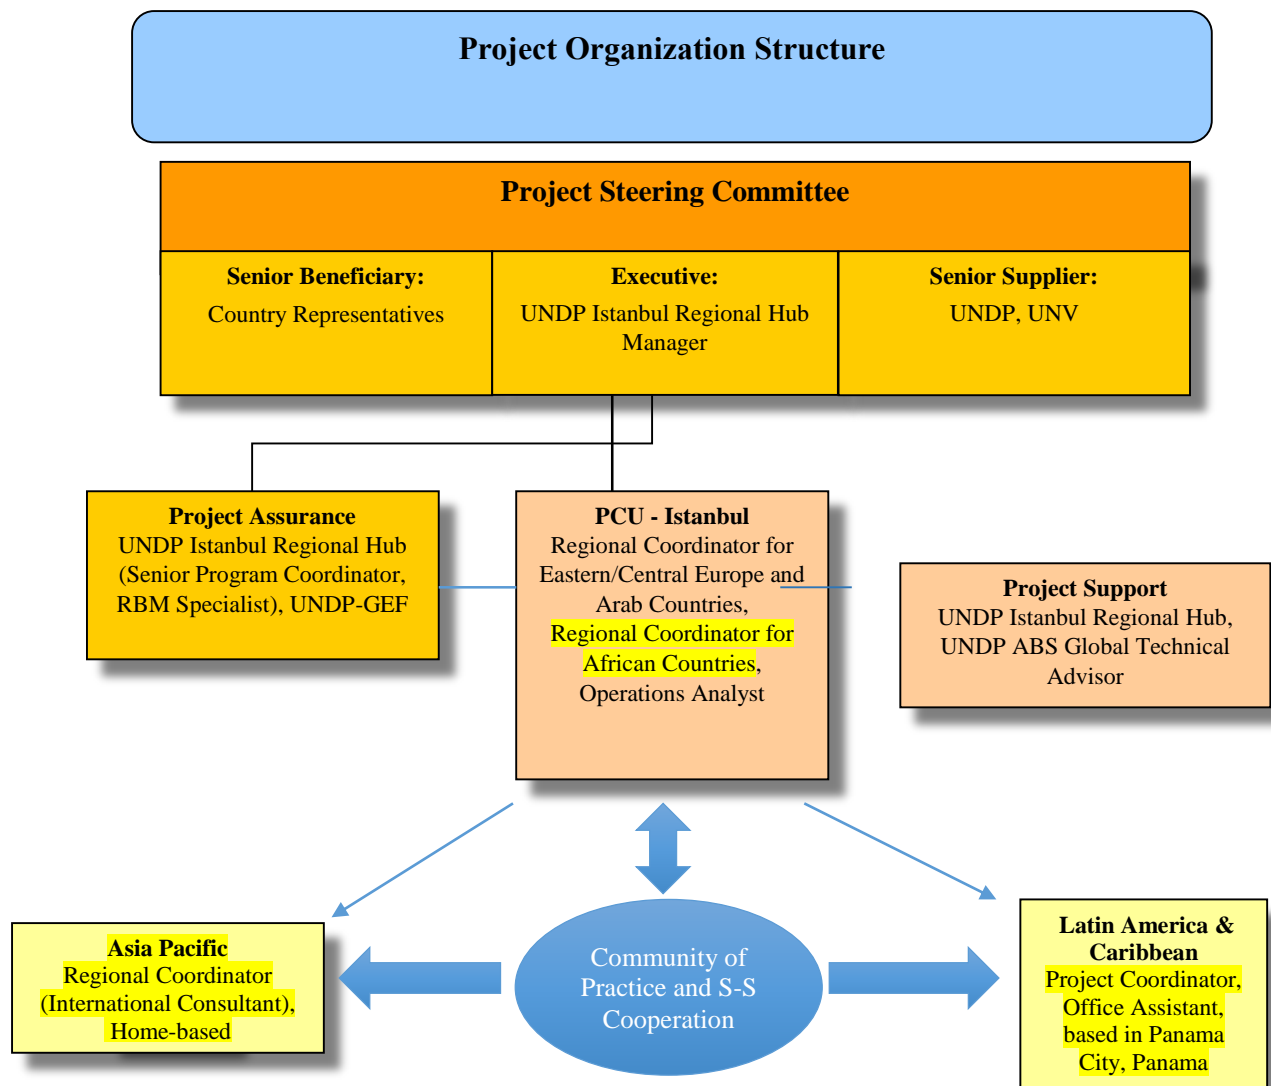 Project Organization Structure
Project Steering Committee
Senior Beneficiary:
Country Representatives
Executive:
UNDP Istanbul Regional Hub
Manager
Senior Supplier:
UNDP, UNV
Project Assurance
UNDP Istanbul Regional Hub
(Senior Program Coordinator,
RBM Specialist), UNDP-GEF
PCU - Istanbul
Regional Coordinator for
Eastern/Central Europe and
Arab Countries,
Regional Coordinator for
African Countries,
Operations Analyst
Project Support
UNDP Istanbul Regional Hub,
UNDP ABS Global Technical
Advisor
Asia Pacific
Regional Coordinator
(International Consultant),
Home-based
Community of
Practice and S-S
Cooperation
Latin America &
Caribbean
Project Coordinator,
Office Assistant,
based in Panama
City, Panama